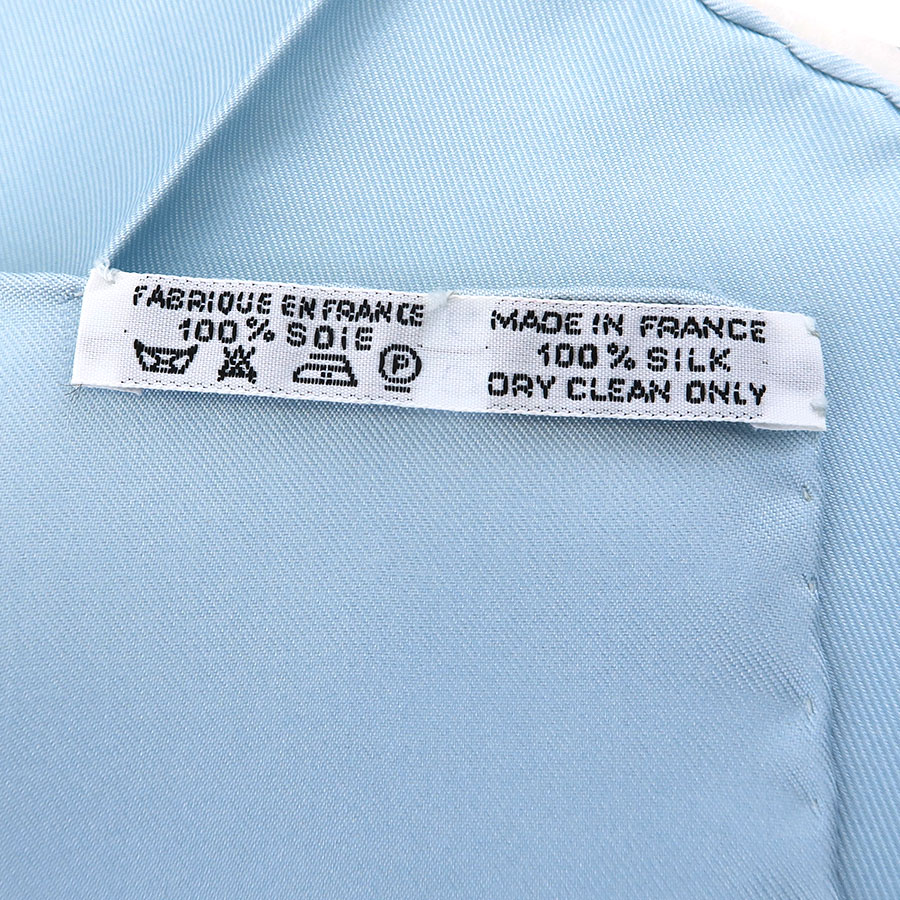 FABRIQUE EN FRANCE
100% SOIE
P
MADE IN FRANCE
100% SILK
DRY CLEAN ONLY